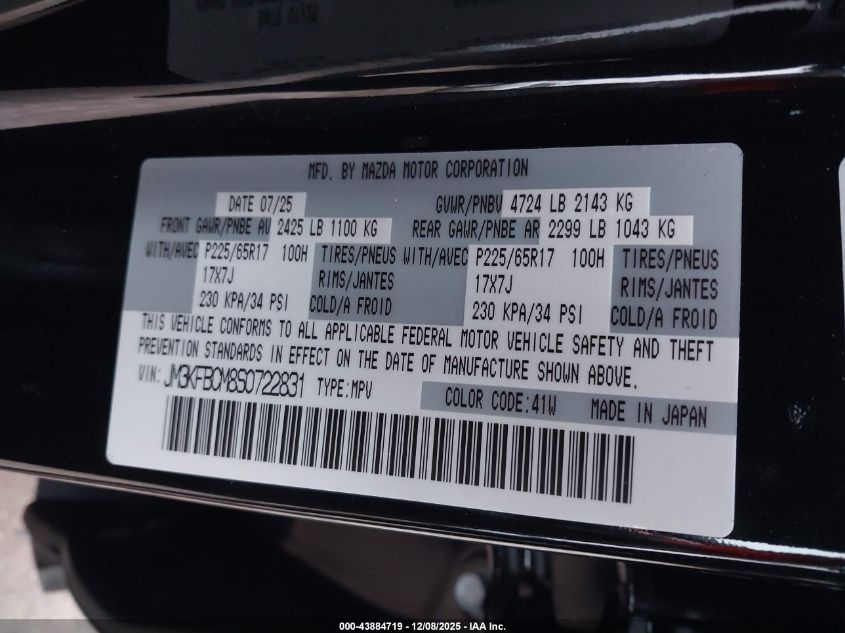 MFD. BY MAZDA MOTOR CORPORATION
DATE 07/25 GVWR/PNBV 4724 LB 2143 KG
FRONT GAWR/PNBE AV 2425 LB 1100 KG REAR GAWR/PNBE AR 2299 LB 1043 KG
WITH/AVEC P225/65R17 100H TIRES/PNEUS WITH/AVEC P225/65R17 100H TIRES/PNEUS
17X7J RIMS/JANTES 17X7J RIMS/JANTES
230 KPA/34 PSI COLD/A FROID 230 KPA/34 PSI COLD/A FROID
THIS VEHICLE CONFORMS TO ALL APPLICABLE FEDERAL MOTOR VEHICLE SAFETY AND THEFT
PREVENTION STANDARDS IN EFFECT ON THE DATE OF MANUFACTURE SHOWN ABOVE.
VIN: JM3KFBCM8S0722831 TYPE:MPV COLOR CODE:41W MADE IN JAPAN
000-43884719 - 12/08/2025 - IAA, Inc.